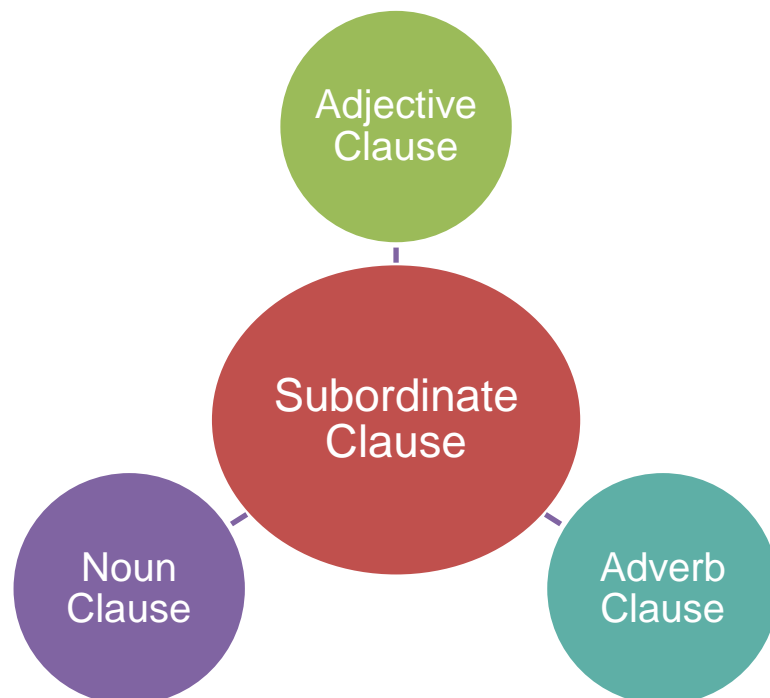 Adjective
Clause
Subordinate
Clause
Noun
Clause
Adverb
Clause